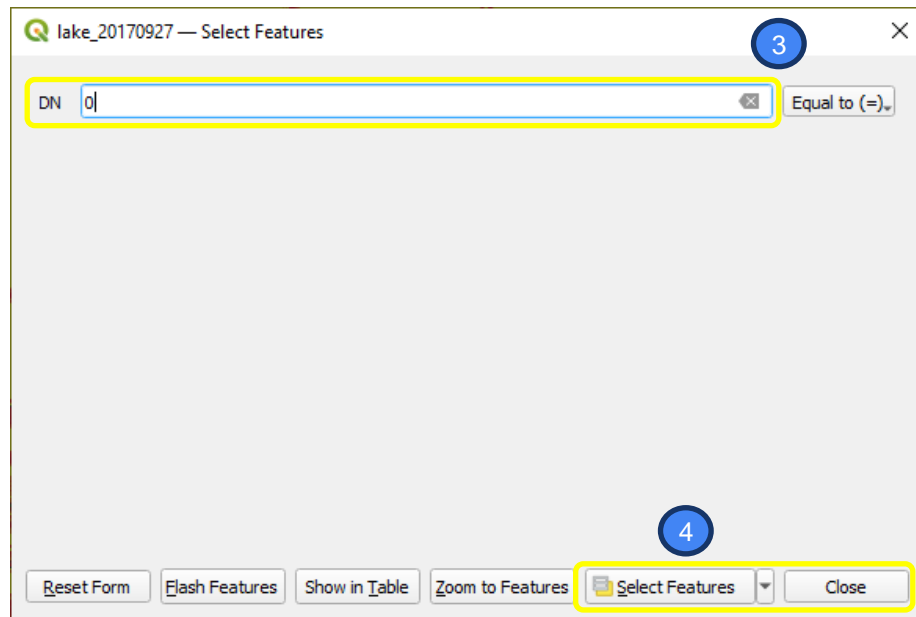 lake_20170927 — Select Features
3
DN 0 Equal to (=)
4
Reset Form Flash Features Show in Table Zoom to Features Select Features Close